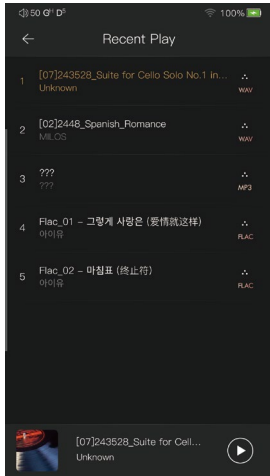 50 G H D S 100%
Recent Play
1 [07]243528_Suite for Cello Solo No.1 in...
Unknown
WAV
2 [02]2448_Spanish_Romance
MILOS
WAV
3 ???
???
MP3
4 Flac_01 – 그렇게 사랑은 (爱情就这样)
아이유
FLAC
5 Flac_02 – 마침표 (终止符)
아이유
FLAC
[07]243528_Suite for Cell...
Unknown